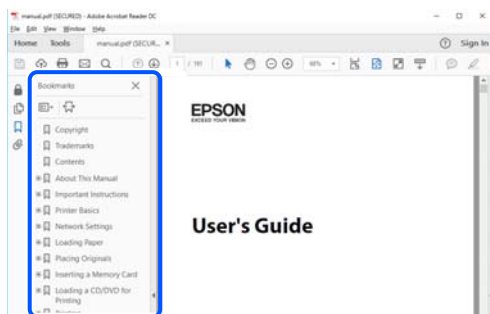 manual.pdf (SECURED) - Adobe Acrobat Reader DC
File Edit View Window Help
Home Tools manual.pdf (SECUR... × Sign In
1 / 191
Bookmarks
Copyright
Trademarks
Contents
About This Manual
Important Instructions
Printer Basics
Network Settings
Loading Paper
Placing Originals
Inserting a Memory Card
Loading a CD/DVD for
Printing
EPSON
EXCEED YOUR VISION
User's Guide